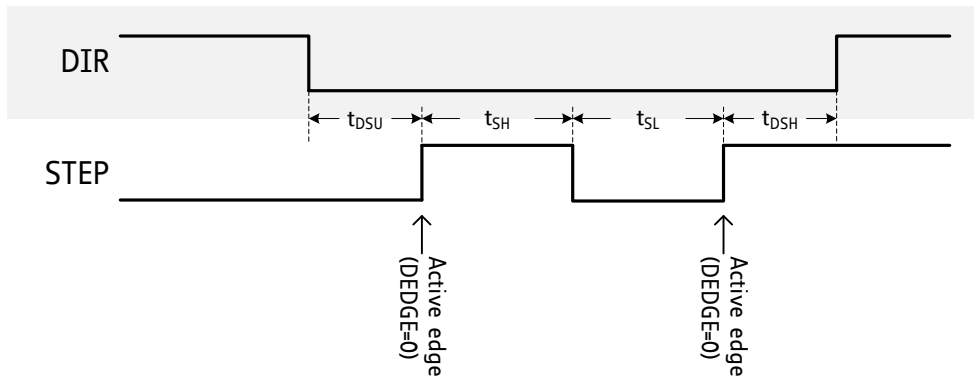 DIR
tDSU
tSH
tSL
tDSH
STEP
Active edge
(DEDGE=0)
Active edge
(DEDGE=0)